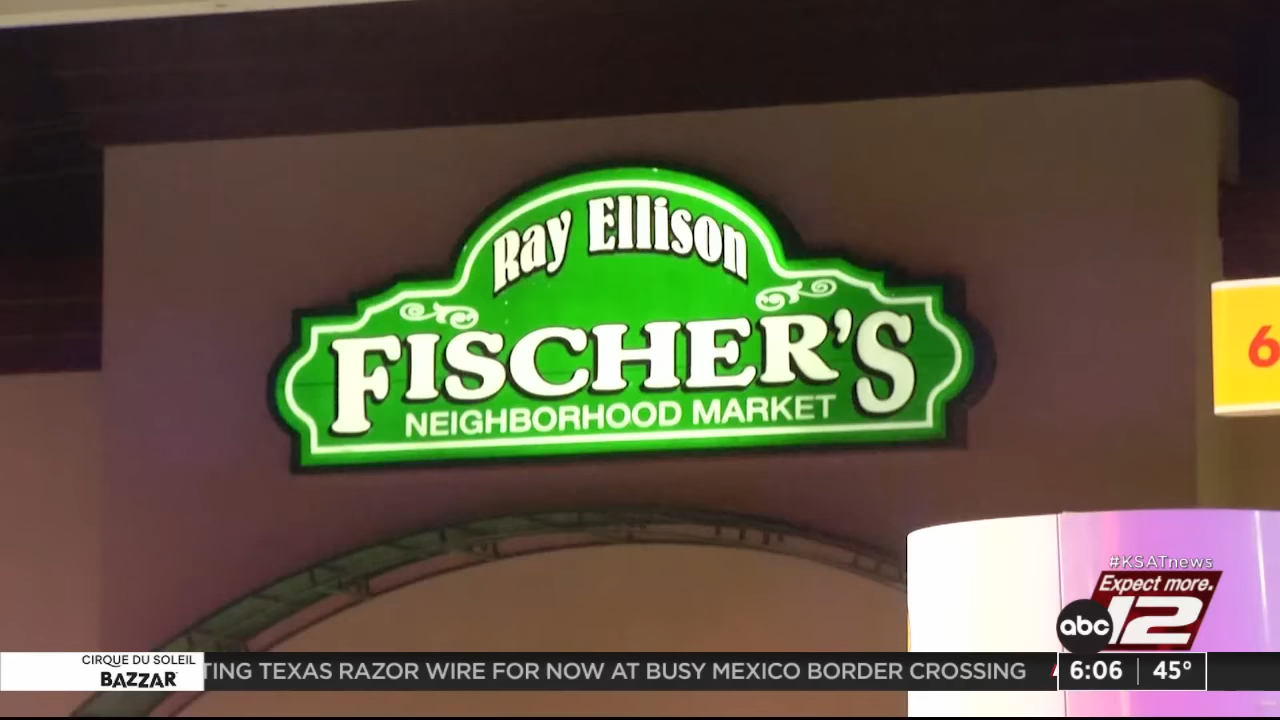 Ray Ellison
FISCHER'S
NEIGHBORHOOD MARKET
6
#KSATnews
Expect more.
abc 12
CIRQUE DU SOLEIL
BAZZAR
TING TEXAS RAZOR WIRE FOR NOW AT BUSY MEXICO BORDER CROSSING
6:06 45°